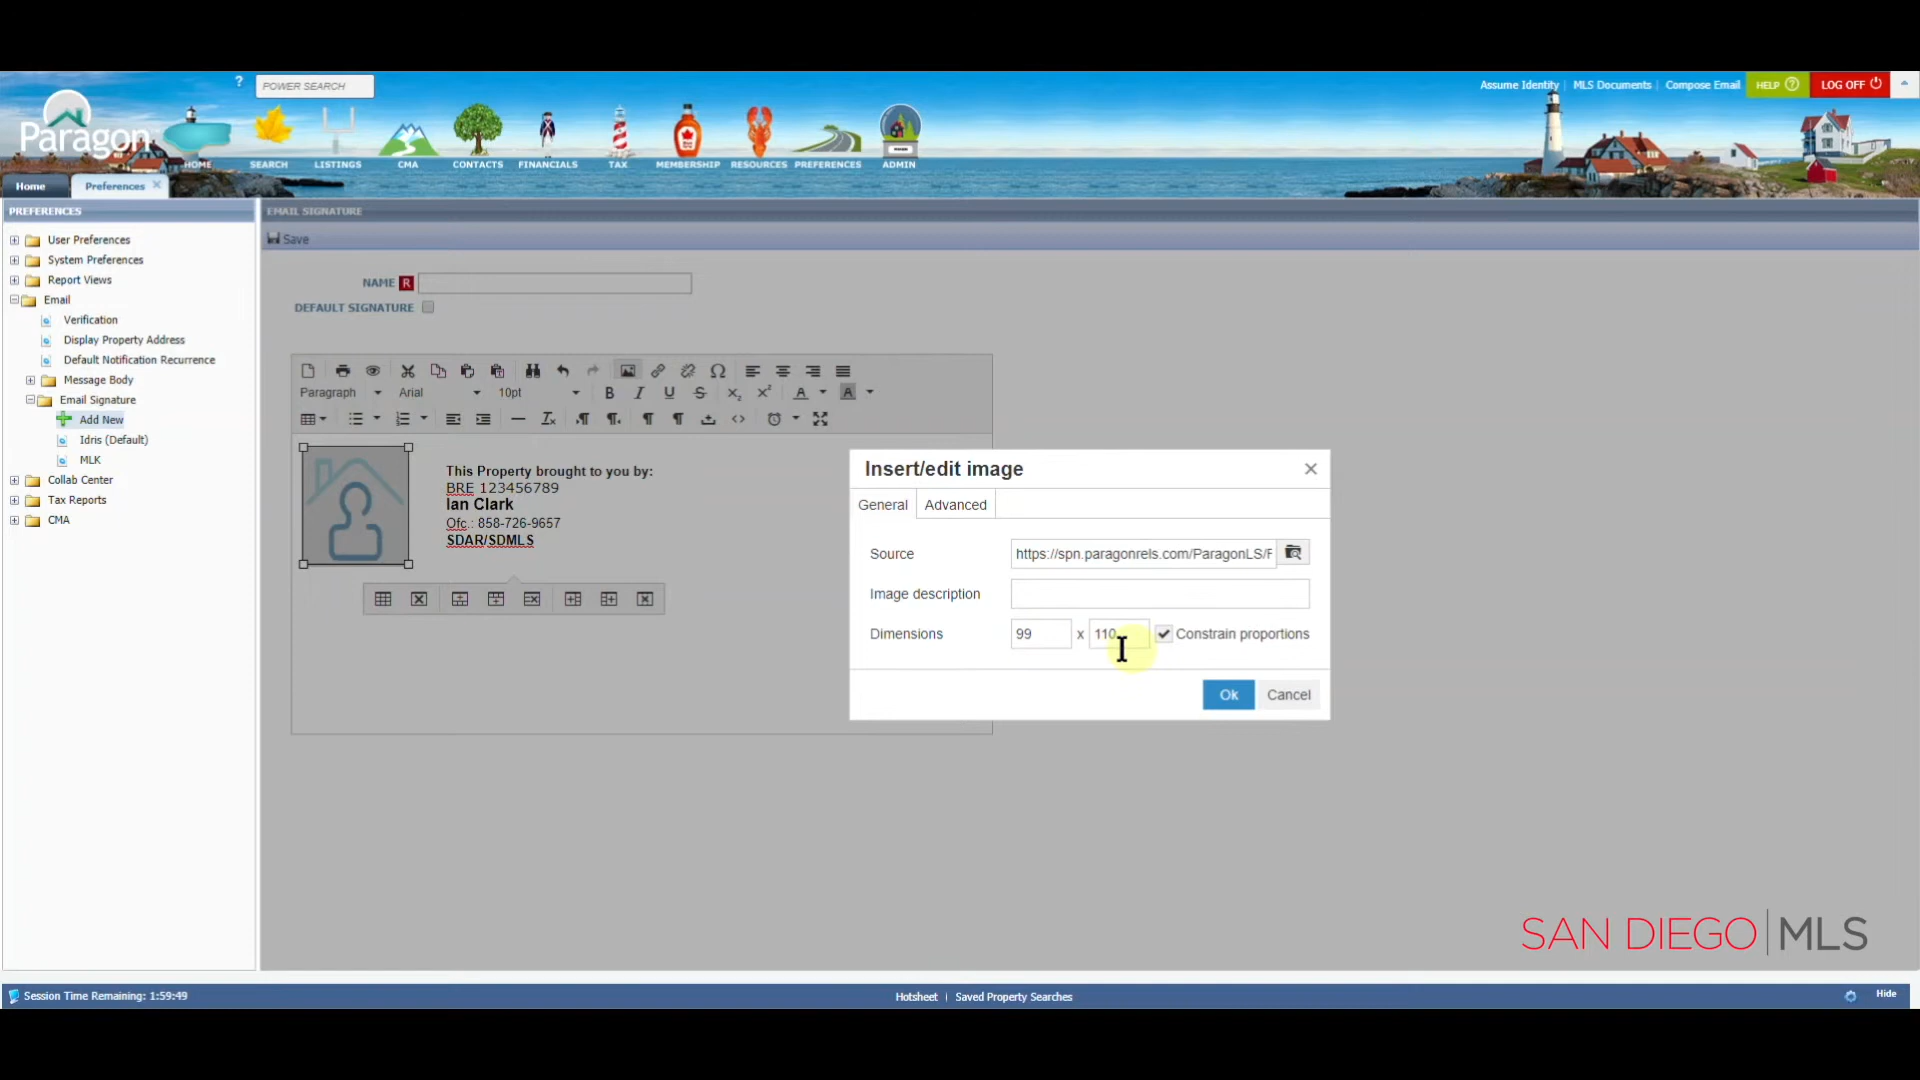 ?
POWER SEARCH
Assume Identity | MLS Documents | Compose Email
HELP ?
LOG OFF
Paragon
HOME
SEARCH
LISTINGS
CMA
CONTACTS
FINANCIALS
TAX
MEMBERSHIP
RESOURCES
PREFERENCES
ADMIN
Home
Preferences
PREFERENCES
User Preferences
System Preferences
Report Views
Email
Verification
Display Property Address
Default Notification Recurrence
Message Body
Email Signature
Add New
Idris (Default)
MLK
Collab Center
Tax Reports
CMA
EMAIL SIGNATURE
Save
NAME R
DEFAULT SIGNATURE
Paragraph
Arial
10pt
This Property brought to you by:
BRE 123456789
Ian Clark
Ofc.: 858-726-9657
SDAR/SDMLS
Insert/edit image
General
Advanced
Source
https://spn.paragonrels.com/ParagonLS/F
Image description
Dimensions
99 x 110
Constrain proportions
Ok
Cancel
SAN DIEGO|MLS
Session Time Remaining: 1:59:49
Hotsheet | Saved Property Searches
Hide